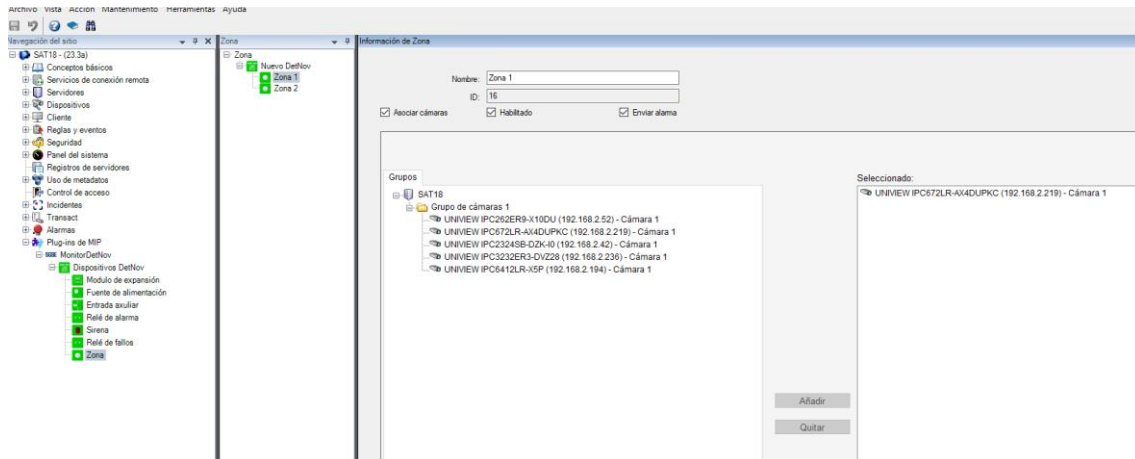 Archivo Vista Acción Mantenimiento Herramientas Ayuda
Navegación del sitio
SAT18 - (23.3a)
Conceptos básicos
Servicios de conexión remota
Servidores
Dispositivos
Cliente
Reglas y eventos
Seguridad
Panel del sistema
Registros de servidores
Uso de metadatos
Control de acceso
Incidentes
Transact
Alarmas
Plug-ins de MIP
MonitorDetNov
Dispositivos DetNov
Modulo de expansión
Fuente de alimentación
Entrada axuliar
Relé de alarma
Sirena
Relé de fallos
Zona
Zona
Zona
Nuevo DetNov
Zona 1
Zona 2
Información de Zona
Nombre: Zona 1
ID: 16
Asociar cámaras Habilitado Enviar alarma
Grupos
SAT18
Grupo de cámaras 1
UNIVIEW IPC262ER9-X10DU (192.168.2.52) - Cámara 1
UNIVIEW IPC672LR-AX4DUPKC (192.168.2.219) - Cámara 1
UNIVIEW IPC2324SB-DZK-I0 (192.168.2.42) - Cámara 1
UNIVIEW IPC3232ER3-DVZ28 (192.168.2.236) - Cámara 1
UNIVIEW IPC6412LR-X5P (192.168.2.194) - Cámara 1
Añadir
Quitar
Seleccionado:
UNIVIEW IPC672LR-AX4DUPKC (192.168.2.219) - Cámara 1